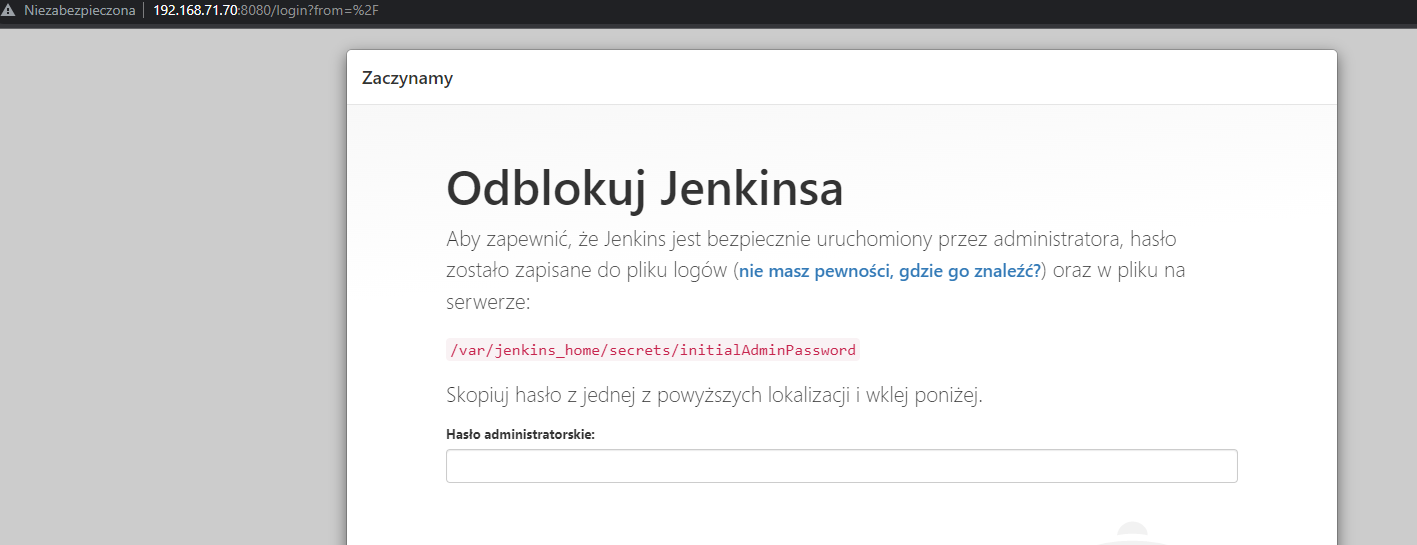 Niezabezpieczona 192.168.71.70:8080/login?from=%2F
Zaczynamy
Odblokuj Jenkinsa
Aby zapewnić, że Jenkins jest bezpiecznie uruchomiony przez administratora, hasło
zostało zapisane do pliku logów (nie masz pewności, gdzie go znaleźć?) oraz w pliku na
serwerze:
/var/jenkins_home/secrets/initialAdminPassword
Skopiuj hasło z jednej z powyższych lokalizacji i wklej poniżej.
Hasło administratorskie: